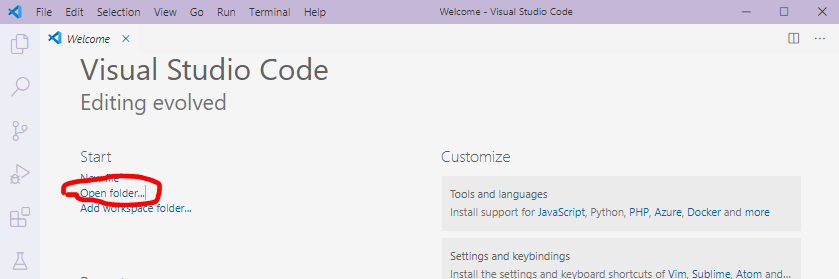 File Edit Selection View Go Run Terminal Help Welcome - Visual Studio Code
Welcome
Visual Studio Code
Editing evolved
Start
New file
Open folder...
Add workspace folder...
Customize
Tools and languages
Install support for JavaScript, Python, PHP, Azure, Docker and more
Settings and keybindings
Install the settings and keyboard shortcuts of Vim, Sublime, Atom and...